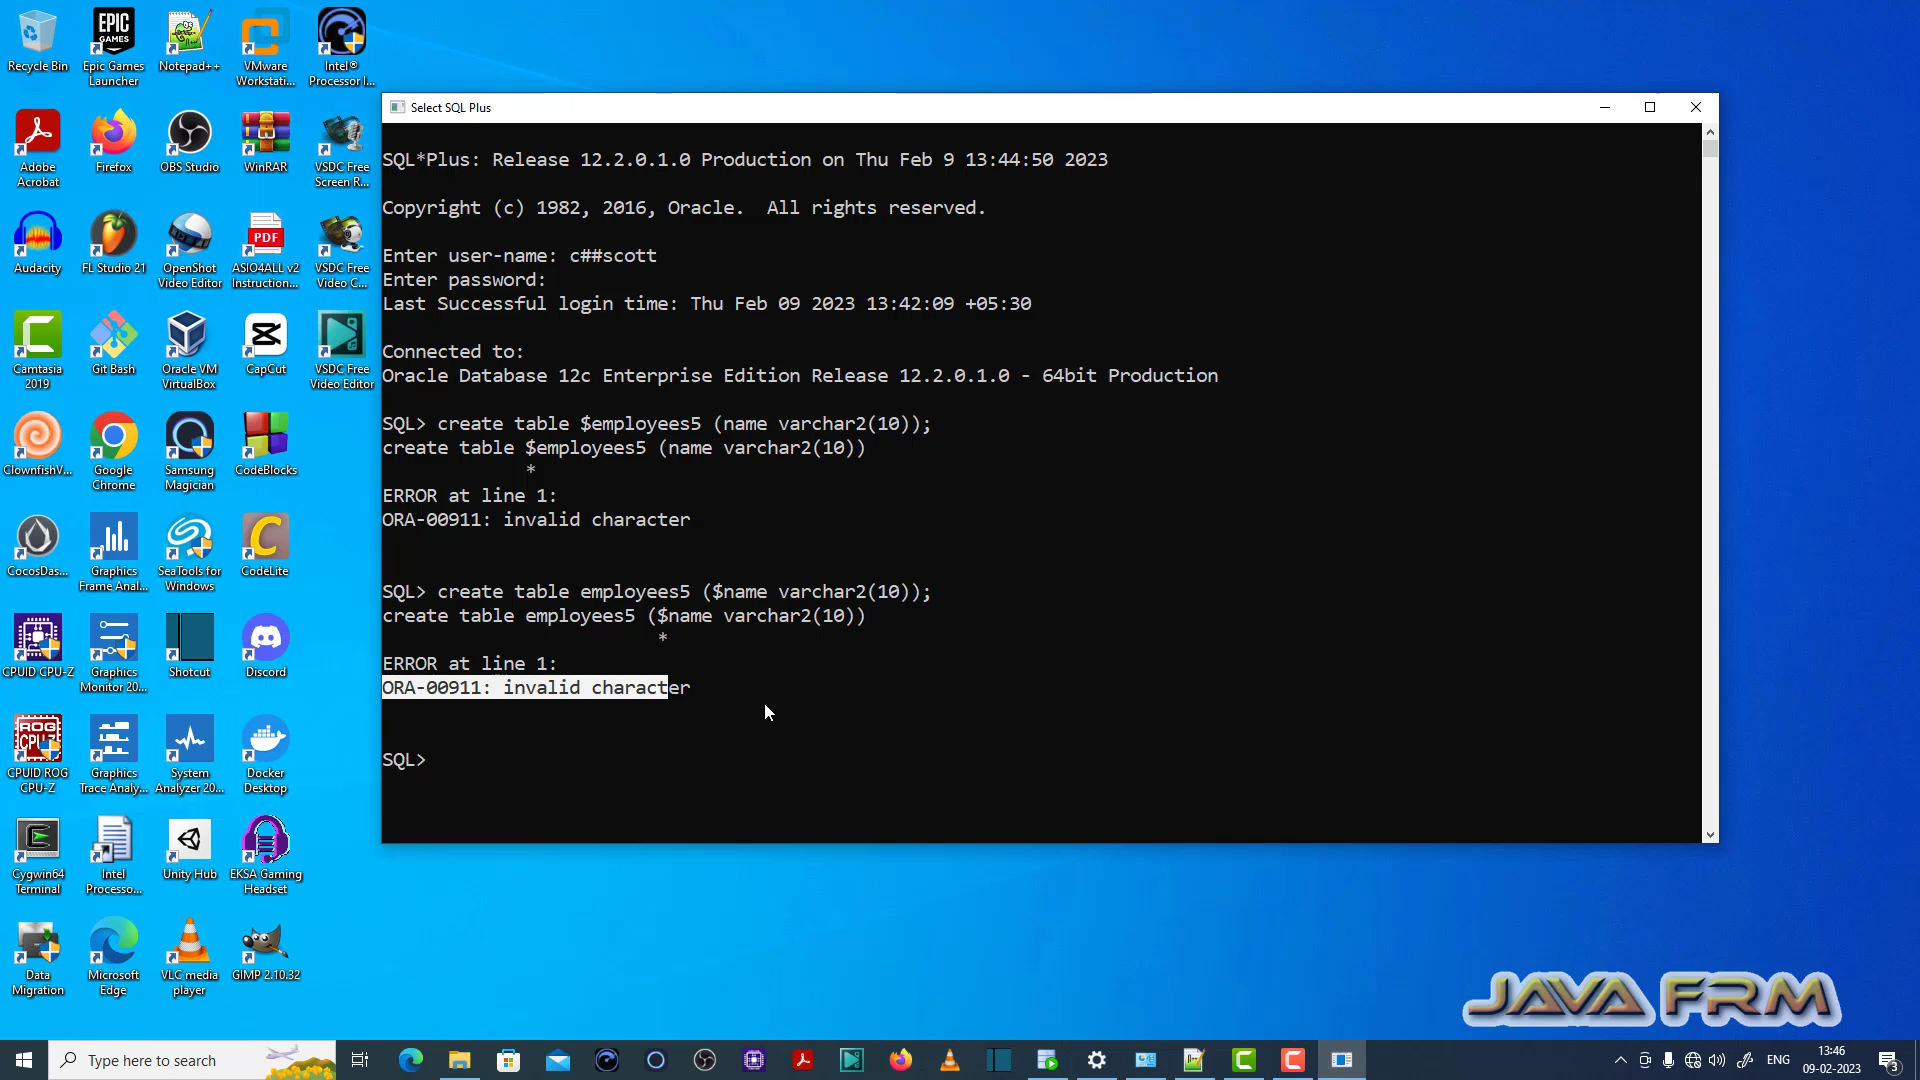 Recycle Bin
Epic Games
Launcher
Notepad++
VMware
Workstati...
Intel®
Processor I...
Adobe
Acrobat
Firefox
OBS Studio
WinRAR
VSDC Free
Screen R...
Audacity
FL Studio 21
OpenShot
Video Editor
PDF
ASIO4ALL v2
Instruction...
VSDC Free
Video C...
Camtasia
2019
Git Bash
Oracle VM
VirtualBox
CapCut
VSDC Free
Video Editor
ClownfishV...
Google
Chrome
Samsung
Magician
CodeBlocks
CocosDas...
Graphics
Frame Anal...
SeaTools for
Windows
CodeLite
CPUID CPU-Z
Graphics
Monitor 20...
Shotcut
Discord
CPUID ROG
CPU-Z
Graphics
Trace Analy...
System
Analyzer 20...
Docker
Desktop
Cygwin64
Terminal
Intel
Processo...
Unity Hub
EKSA Gaming
Headset
Data
Migration
Microsoft
Edge
VLC media
player
GIMP 2.10.32
Select SQL Plus
SQL*Plus: Release 12.2.0.1.0 Production on Thu Feb 9 13:44:50 2023
Copyright (c) 1982, 2016, Oracle.  All rights reserved.
Enter user-name: c##scott
Enter password:
Last Successful login time: Thu Feb 09 2023 13:42:09 +05:30
Connected to:
Oracle Database 12c Enterprise Edition Release 12.2.0.1.0 - 64bit Production
SQL> create table $employees5 (name varchar2(10));
create table $employees5 (name varchar2(10))
*
ERROR at line 1:
ORA-00911: invalid character
SQL> create table employees5 ($name varchar2(10));
create table employees5 ($name varchar2(10))
*
ERROR at line 1:
ORA-00911: invalid character
SQL>
JAVA FRM
Type here to search
ENG
13:46
09-02-2023
3